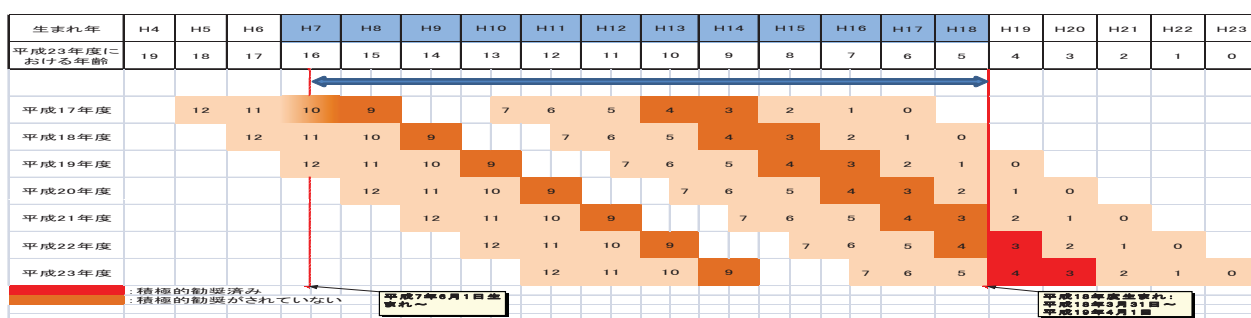 生まれ年 H4 H5 H6 H7 H8 H9 H10 H11 H12 H13 H14 H15 H16 H17 H18 H19 H20 H21 H22 H23
平成23年度に
おける年齢 19 18 17 16 15 14 13 12 11 10 9 8 7 6 5 4 3 2 1 0
平成17年度 12 11 10 9 7 6 5 4 3 2 1 0
平成18年度 12 11 10 9 7 6 5 4 3 2 1 0
平成19年度 12 11 10 9 7 6 5 4 3 2 1 0
平成20年度 12 11 10 9 7 6 5 4 3 2 1 0
平成21年度 12 11 10 9 7 6 5 4 3 2 1 0
平成22年度 12 11 10 9 7 6 5 4 3 2 1 0
平成23年度 12 11 10 9 7 6 5 4 3 2 1 0
:積極的勧奨済み
:積極的勧奨がされていない
平成7年6月1日生
まれ~
平成18年度生まれ:
平成18年3月31日~
平成19年4月1日